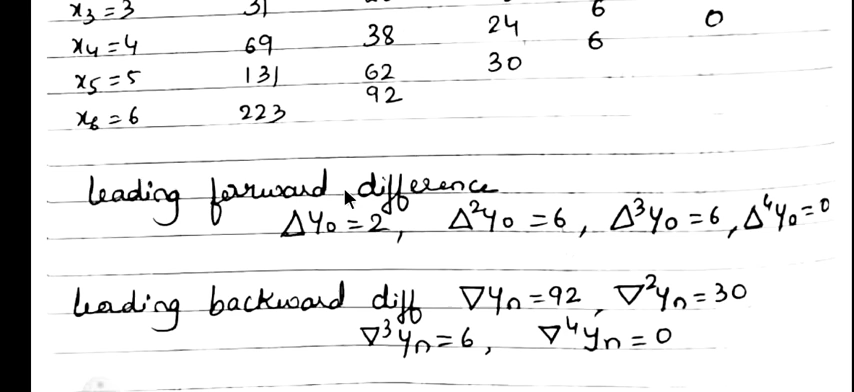 x₃ = 3 31 6 0
x₄ = 4 69 38 24 6
x₅ = 5 131 62 30
x₆ = 6 223 92
leading forward difference
Δy₀ = 2, Δ²y₀ = 6, Δ³y₀ = 6, Δ⁴y₀ = 0
leading backward diff ∇yₙ = 92, ∇²yₙ = 30
∇³yₙ = 6, ∇⁴yₙ = 0